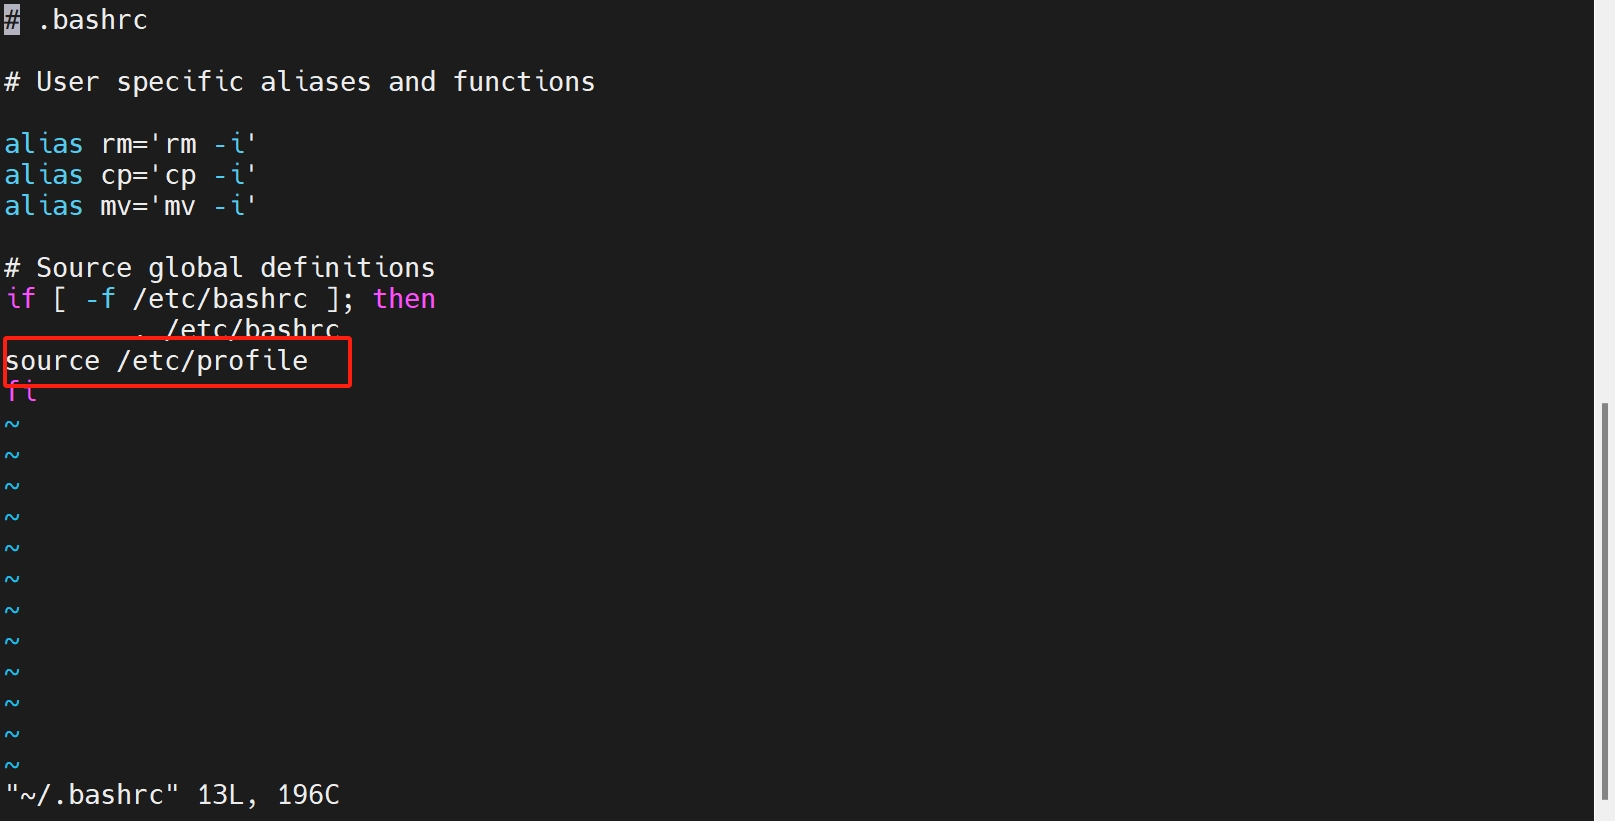 # .bashrc
# User specific aliases and functions
alias rm='rm -i'
alias cp='cp -i'
alias mv='mv -i'
# Source global definitions
if [ -f /etc/bashrc ]; then
. /etc/bashrc
source /etc/profile
fi
~
~
~
~
~
~
~
~
~
~
~
~
"~/.bashrc" 13L, 196C